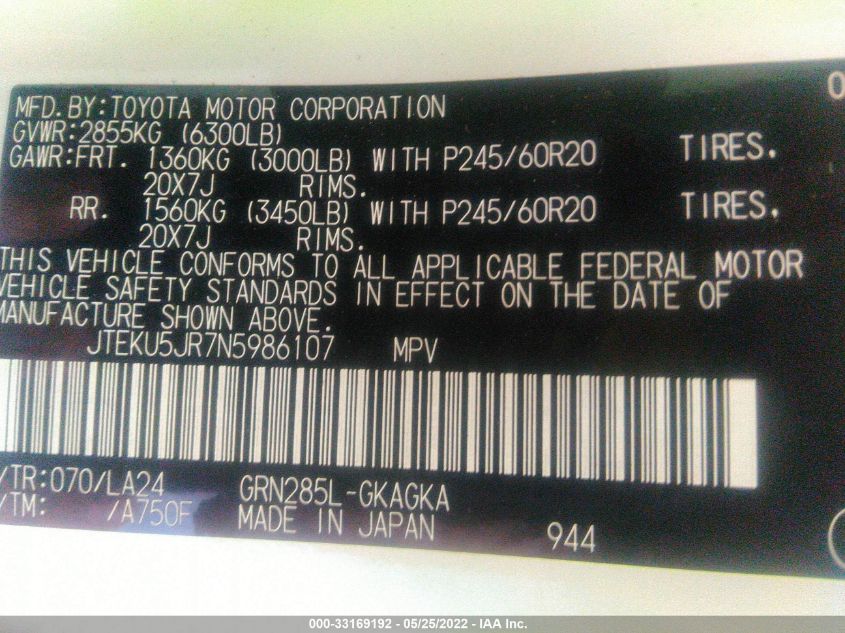 0
MFD.BY:TOYOTA MOTOR CORPORATION
GVWR:2855KG (6300LB)
GAWR:FRT. 1360KG (3000LB) WITH P245/60R20 TIRES.
20X7J RIMS.
RR. 1560KG (3450LB) WITH P245/60R20 TIRES.
20X7J RIMS.
THIS VEHICLE CONFORMS TO ALL APPLICABLE FEDERAL MOTOR
VEHICLE SAFETY STANDARDS IN EFFECT ON THE DATE OF
MANUFACTURE SHOWN ABOVE.
JTEKU5JR7N5986107 MPV
/TR:070/LA24 GRN285L-GKAGKA
/TM: /A750F MADE IN JAPAN 944
000-33169192 - 05/25/2022 - IAA Inc.